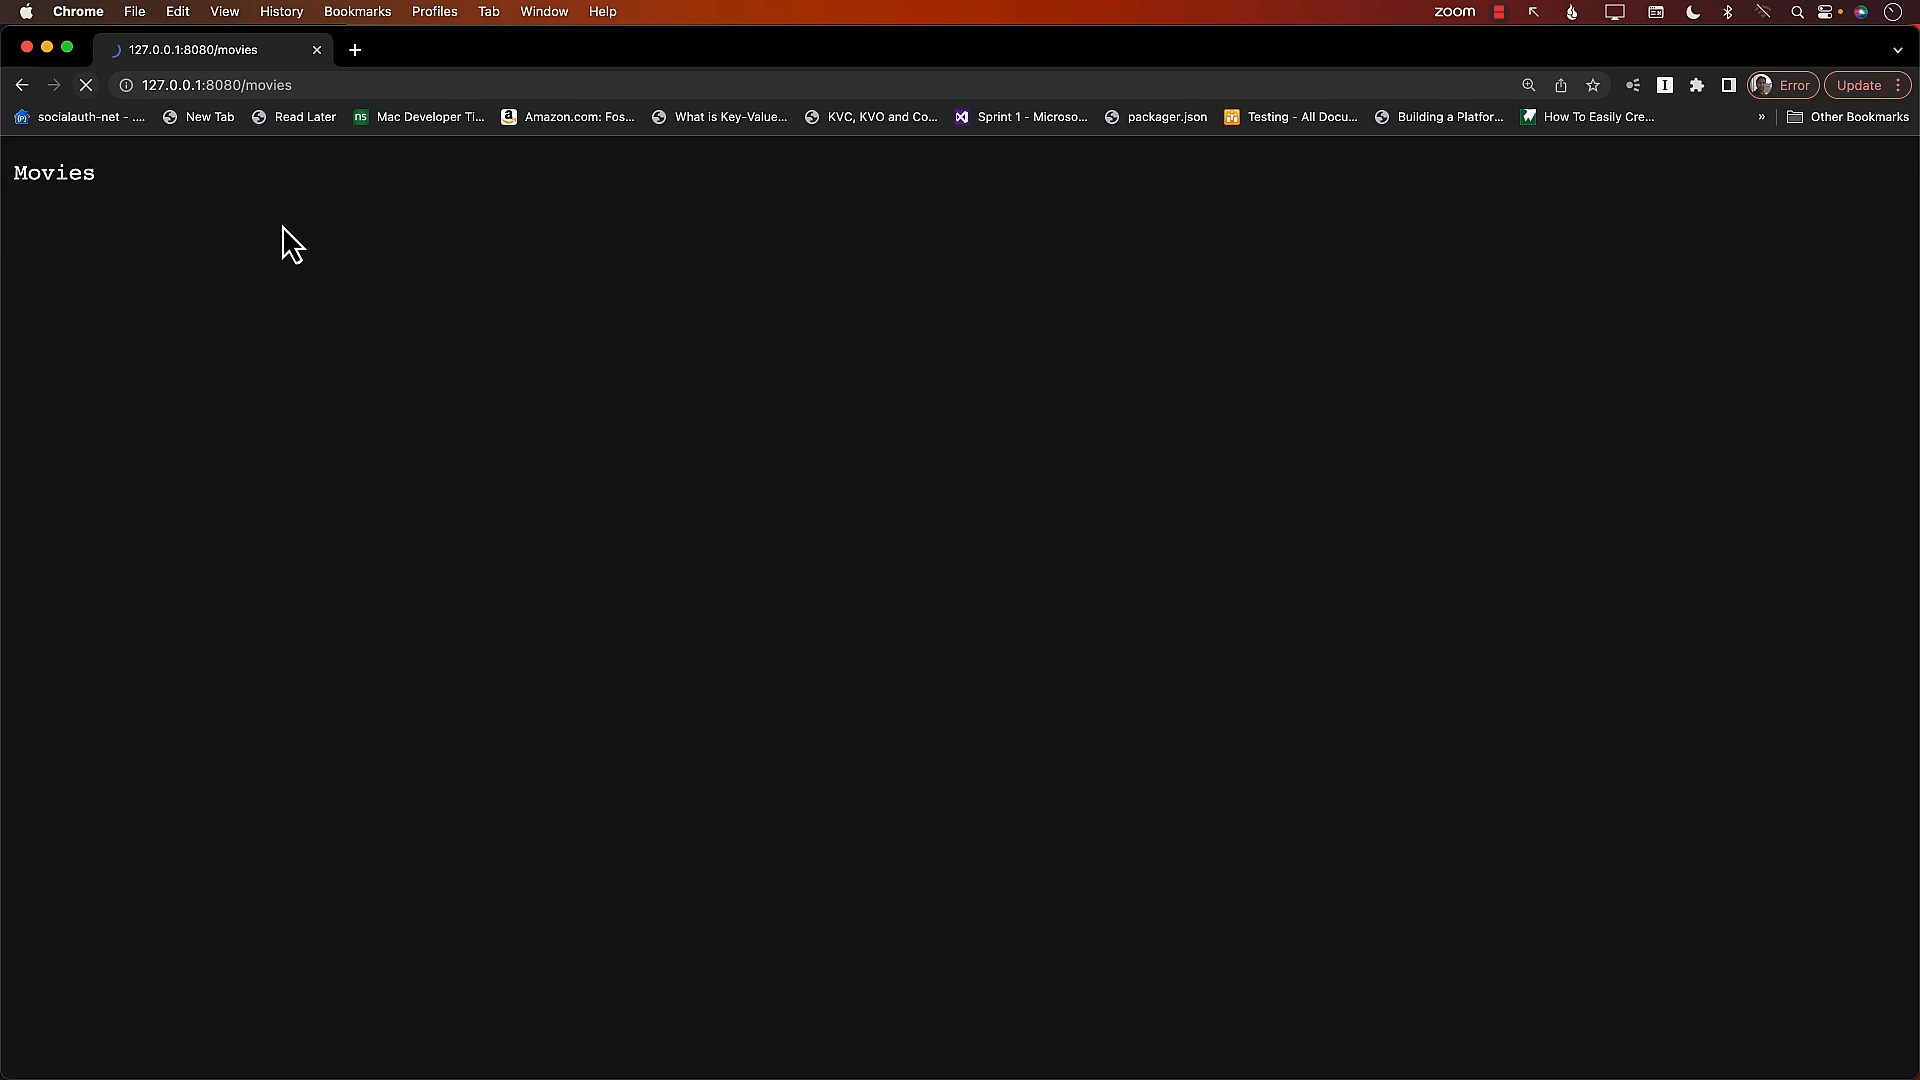 Chrome File Edit View History Bookmarks Profiles Tab Window Help zoom
127.0.0.1:8080/movies
127.0.0.1:8080/movies Error Update
socialauth-net - .... New Tab Read Later ns Mac Developer Ti... Amazon.com: Fos... What is Key-Value... KVC, KVO and Co... Sprint 1 - Microso... packager.json Testing - All Docu... Building a Platfor... How To Easily Cre... » Other Bookmarks
Movies